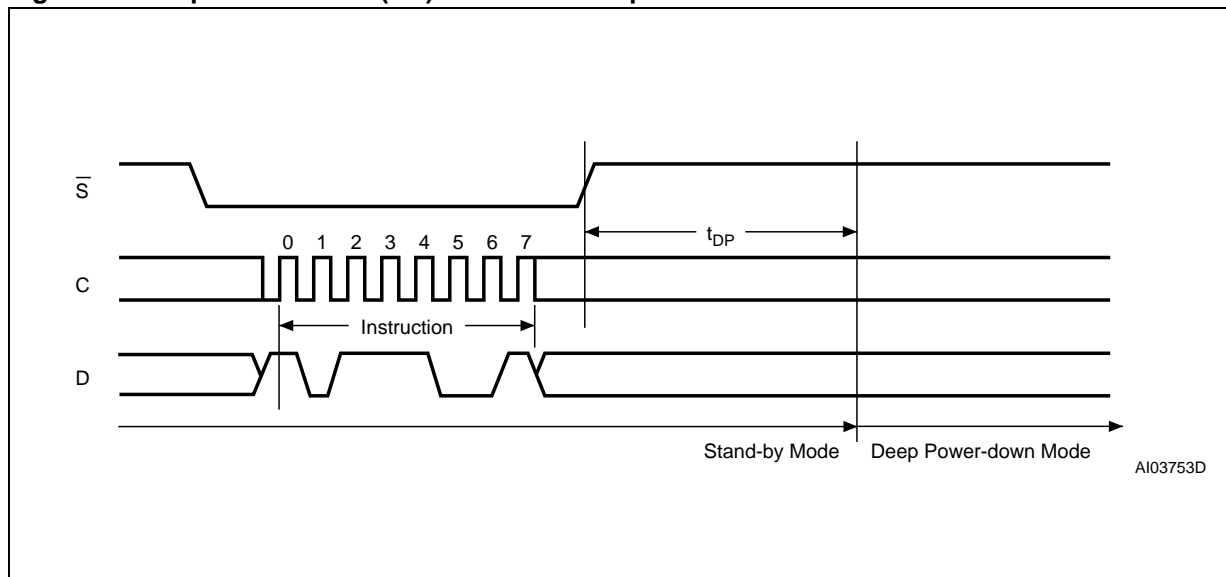 S
0 1 2 3 4 5 6 7
tDP
C
Instruction
D
Stand-by Mode Deep Power-down Mode
AI03753D